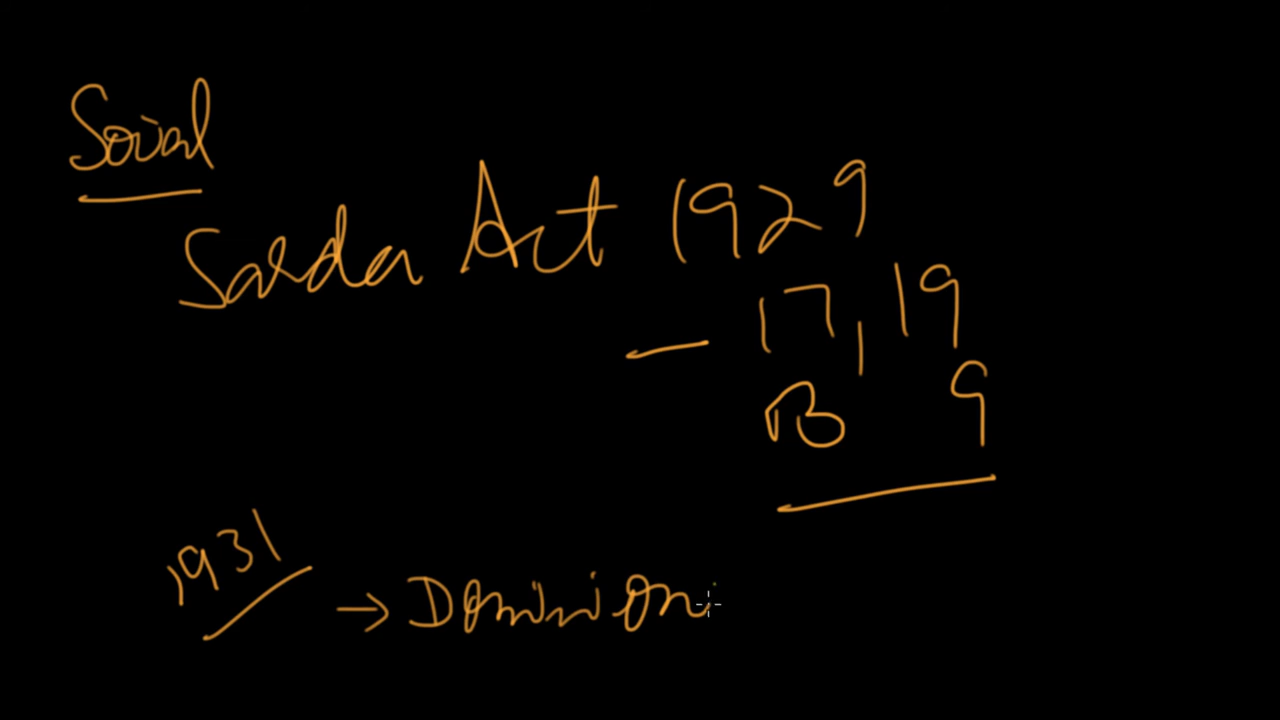 Social
Sarda Act 1929
— 17, 19
B 9
1931 → Dominion